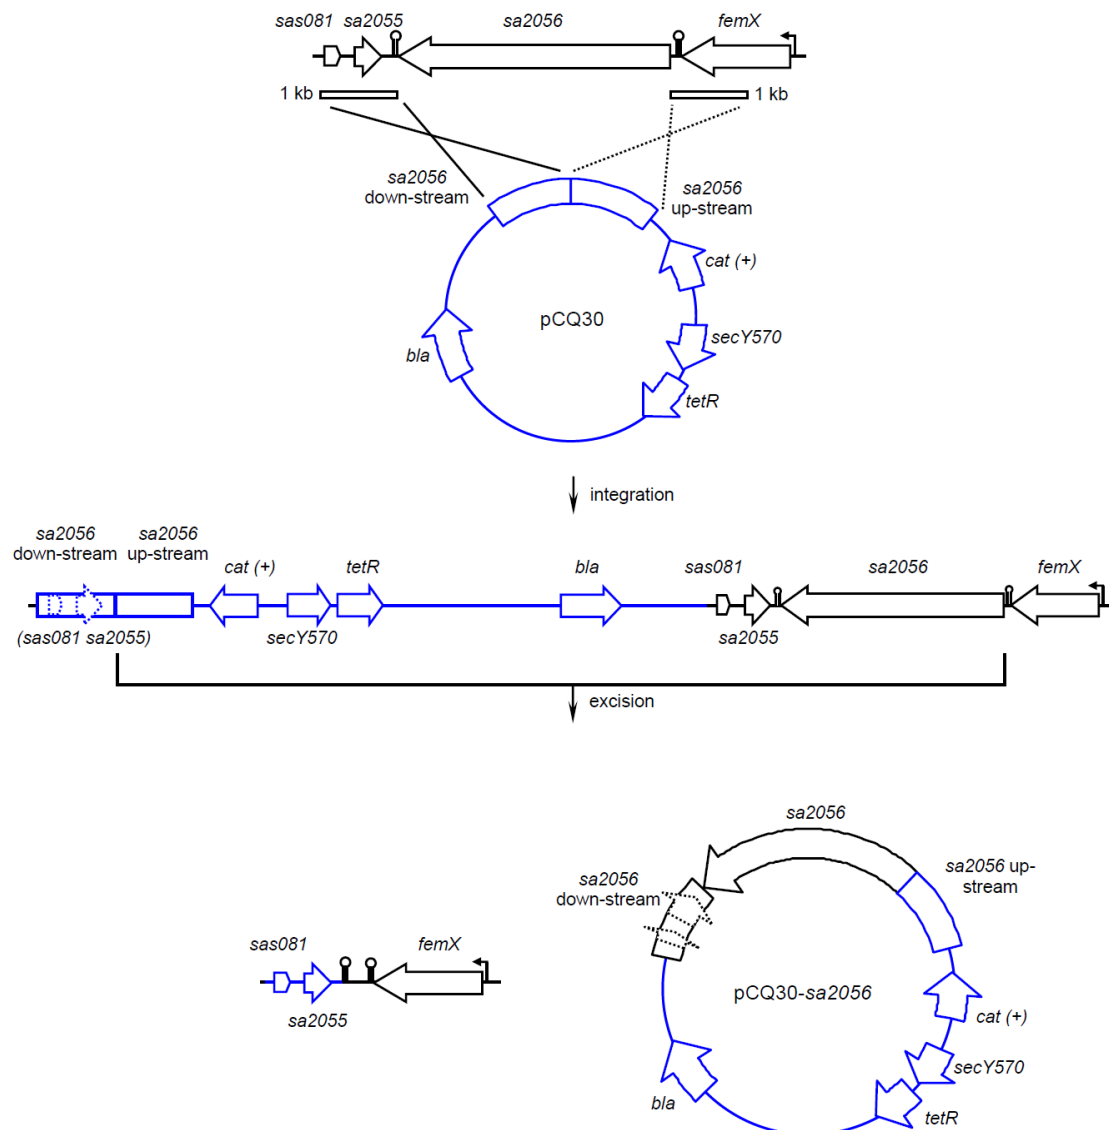 sas081 sa2055 sa2056 femX
1 kb 1 kb
sa2056
down-stream
sa2056
up-stream
cat (+)
pCQ30
secY570
bla
tetR
integration
sa2056
down-stream
sa2056
up-stream
cat (+) tetR bla sas081 sa2056 femX
(sas081 sa2055) secY570 sa2055
excision
sa2056
sa2056 up-
stream
sa2056
down-stream
sas081 femX
sa2055
pCQ30-sa2056
cat (+)
secY570
bla
tetR